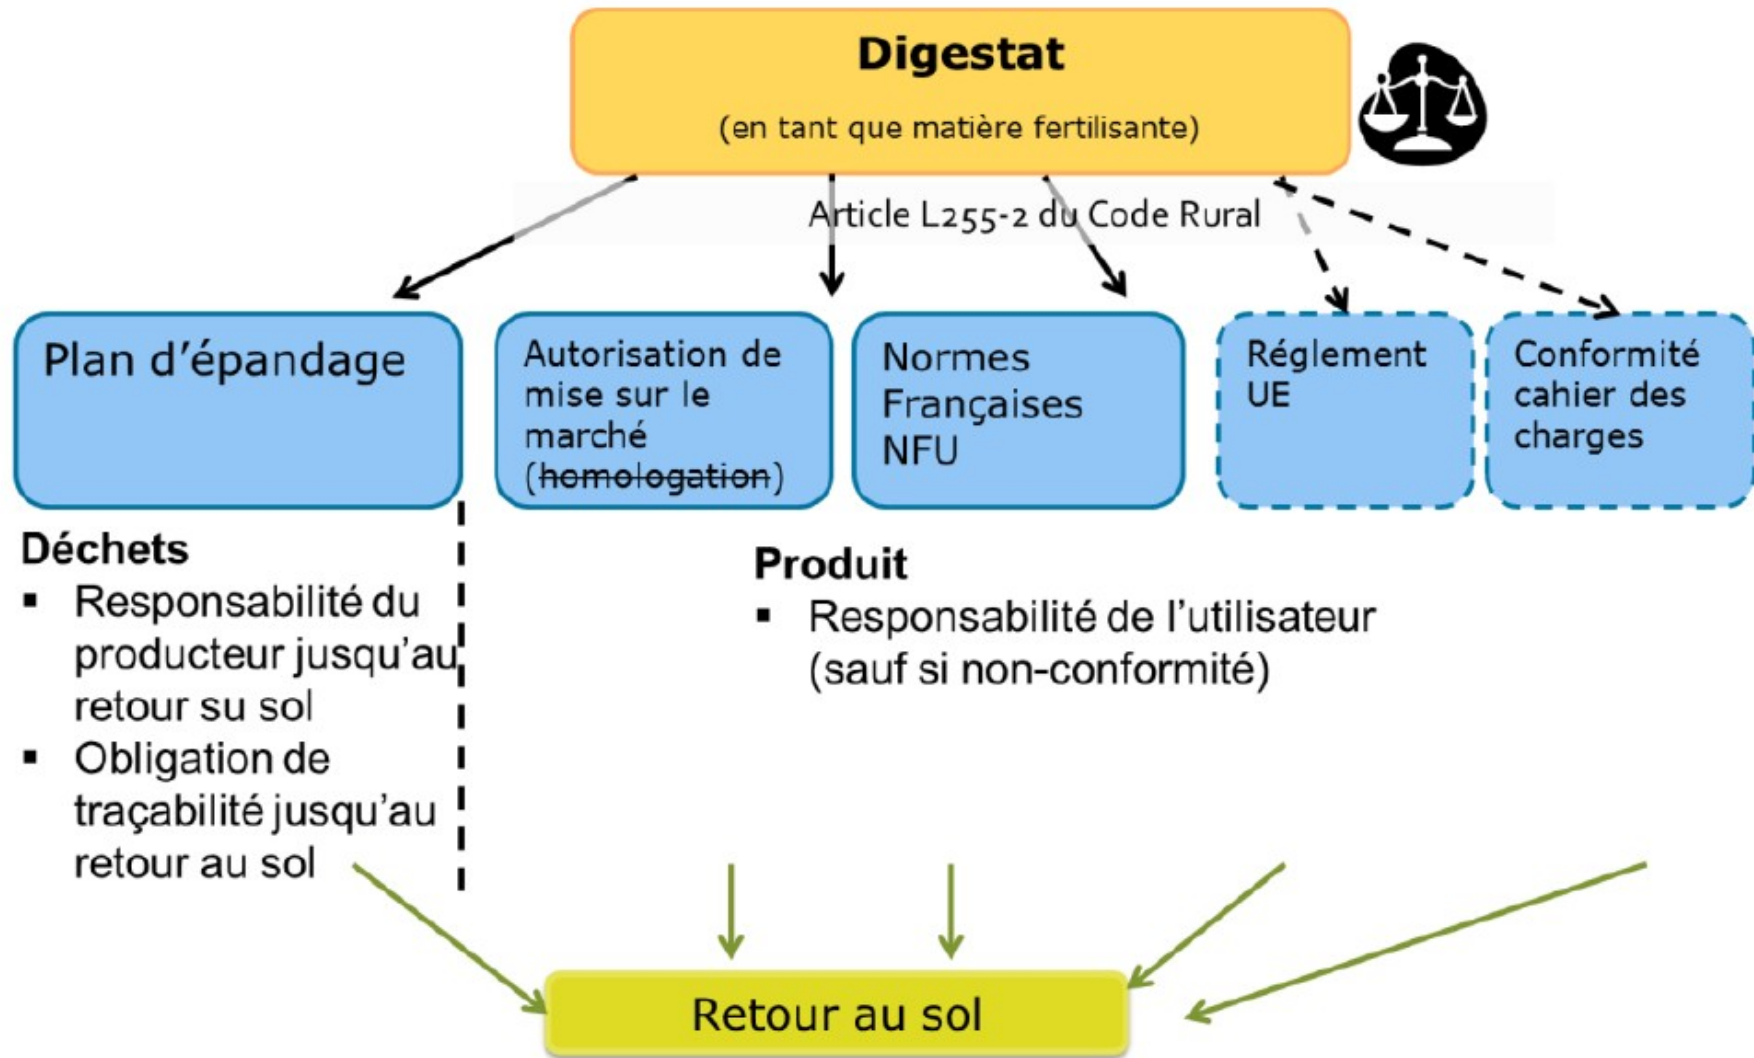 Digestat
(en tant que matière fertilisante)
Article L255-2 du Code Rural
Plan d'épandage
Autorisation de
mise sur le
marché
(homologation)
Normes
Françaises
NFU
Réglement
UE
Conformité
cahier des
charges
Déchets
▪ Responsabilité du
producteur jusqu'au
retour su sol
▪ Obligation de
traçabilité jusqu'au
retour au sol
Produit
▪ Responsabilité de l'utilisateur
(sauf si non-conformité)
Retour au sol